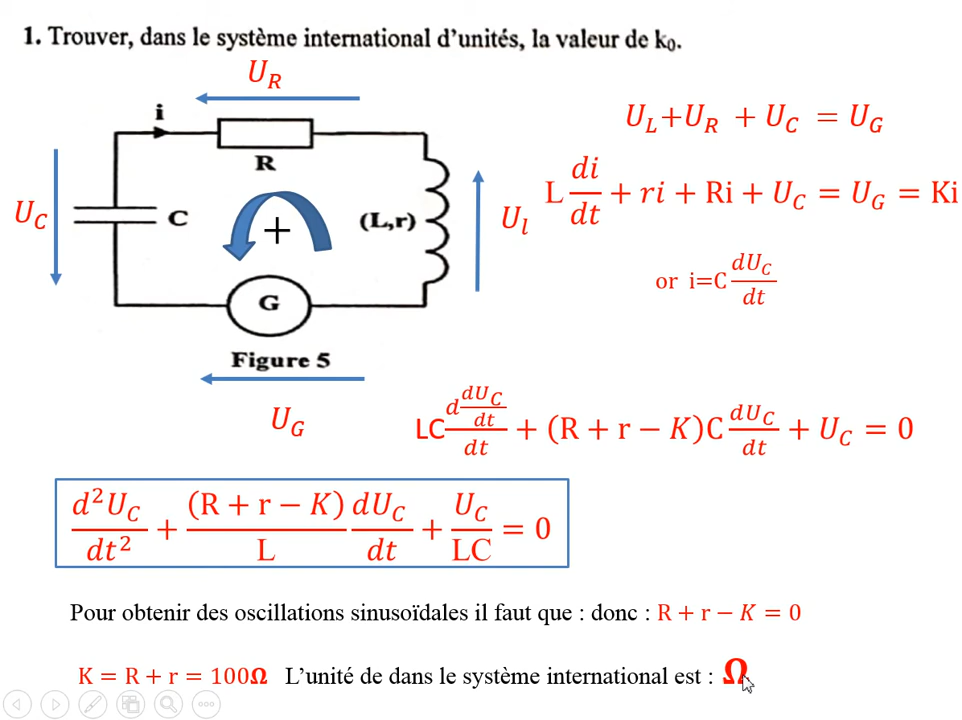 1. Trouver, dans le système international d'unités, la valeur de k₀.
U_R
i
R
U_C
C
+
(L,r)
U_l
G
Figure 5
U_G
U_L+U_R + U_C = U_G
L di/dt + ri + Ri + U_C = U_G = Ki
or i=C dU_C/dt
LC d(dU_C/dt)/dt + (R + r − K)C dU_C/dt + U_C = 0
d²U_C/dt² + (R + r − K)/L dU_C/dt + U_C/LC = 0
Pour obtenir des oscillations sinusoïdales il faut que : donc : R + r − K = 0
K = R + r = 100Ω L'unité de dans le système international est : Ω